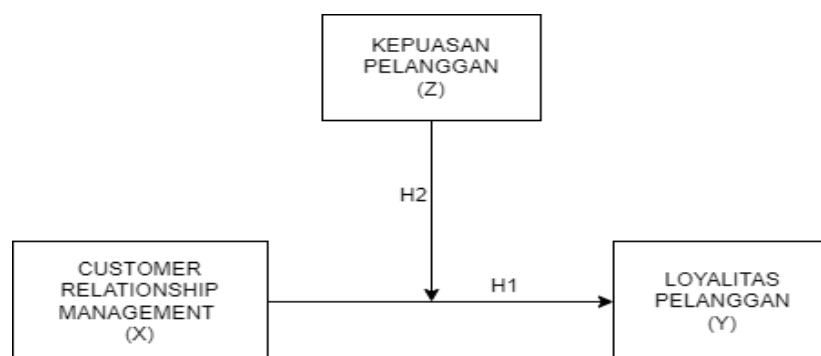 KEPUASAN
PELANGGAN
(Z)
H2
CUSTOMER
RELATIONSHIP
MANAGEMENT
(X)
H1
LOYALITAS
PELANGGAN
(Y)